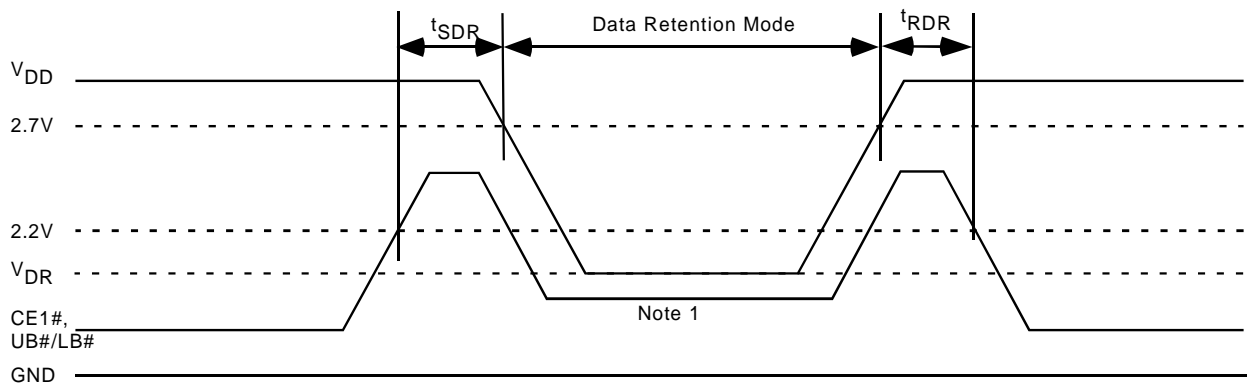 tSDR
Data Retention Mode
tRDR
VDD
2.7V
2.2V
VDR
Note 1
CE1#,
UB#/LB#
GND